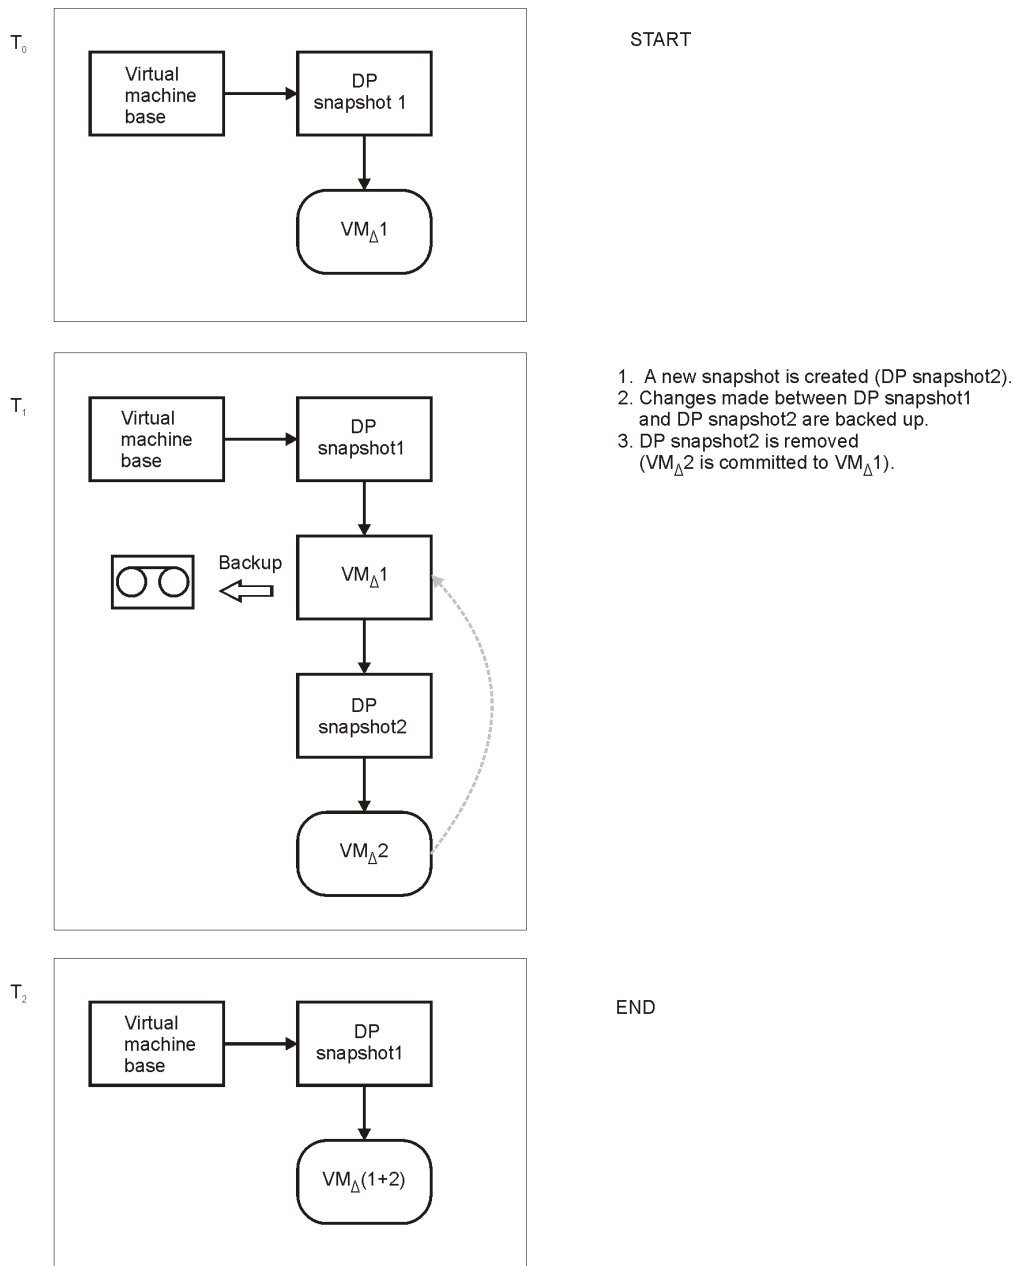 T0
START
Virtual
machine
base
DP
snapshot 1
VMΔ1
T1
Virtual
machine
base
DP
snapshot1
Backup
VMΔ1
DP
snapshot2
VMΔ2
1. A new snapshot is created (DP snapshot2).
2. Changes made between DP snapshot1
and DP snapshot2 are backed up.
3. DP snapshot2 is removed
(VMΔ2 is committed to VMΔ1).
T2
END
Virtual
machine
base
DP
snapshot1
VMΔ(1+2)